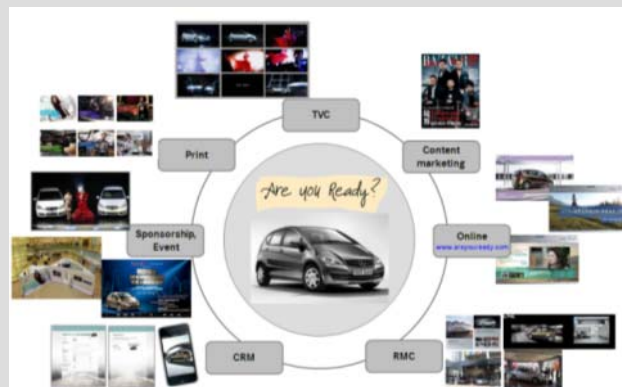 TVC
Print
Content
marketing
Are you Ready?
Sponsorship,
Event
Online
www.areyouready.com
CRM
RMC